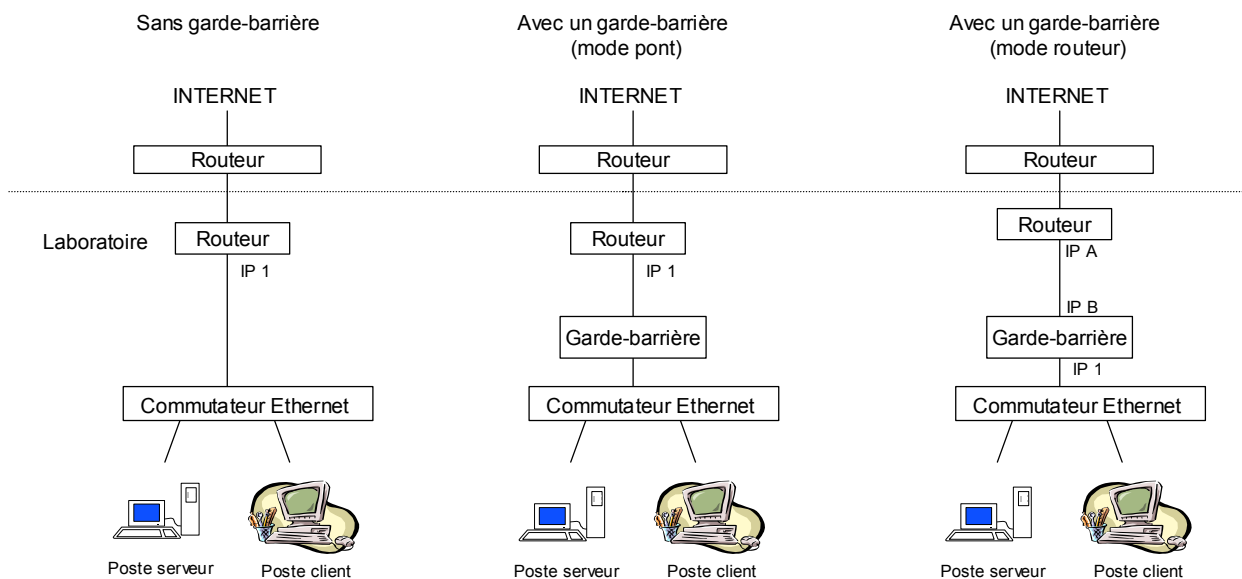 Sans garde-barrière
INTERNET
Routeur
Laboratoire
Routeur
IP 1
Commutateur Ethernet
Poste serveur
Poste client
Avec un garde-barrière
(mode pont)
INTERNET
Routeur
Routeur
IP 1
Garde-barrière
Commutateur Ethernet
Poste serveur
Poste client
Avec un garde-barrière
(mode routeur)
INTERNET
Routeur
Routeur
IP A
IP B
Garde-barrière
IP 1
Commutateur Ethernet
Poste serveur
Poste client